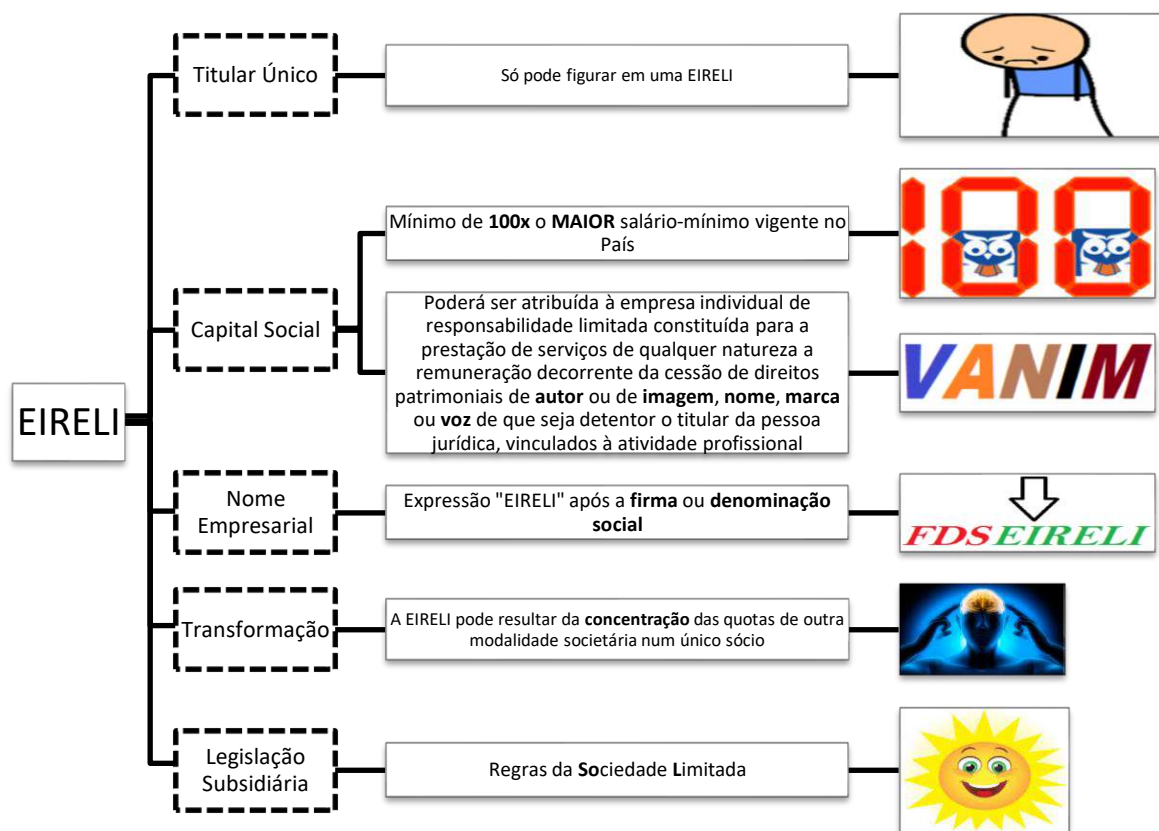 EIRELI
Titular Único
Só pode figurar em uma EIRELI
Capital Social
Mínimo de 100x o MAIOR salário-mínimo vigente no
País
100
Poderá ser atribuída à empresa individual de
responsabilidade limitada constituída para a
prestação de serviços de qualquer natureza a
remuneração decorrente da cessão de direitos
patrimoniais de autor ou de imagem, nome, marca
ou voz de que seja detentor o titular da pessoa
jurídica, vinculados à atividade profissional
VANIM
Nome
Empresarial
Expressão "EIRELI" após a firma ou denominação
social
FDSEIRELI
Transformação
A EIRELI pode resultar da concentração das quotas de outra
modalidade societária num único sócio
Legislação
Subsidiária
Regras da Sociedade Limitada